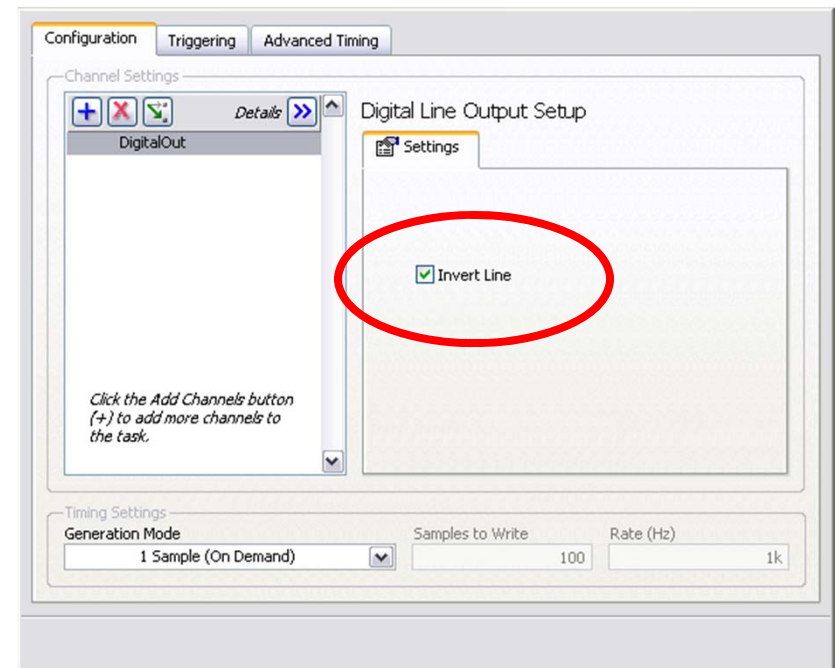 Configuration
Triggering
Advanced Timing
Channel Settings
Details
DigitalOut
Click the Add Channels button
(+) to add more channels to
the task.
Digital Line Output Setup
Settings
Invert Line
Timing Settings
Generation Mode
1 Sample (On Demand)
Samples to Write
100
Rate (Hz)
1k